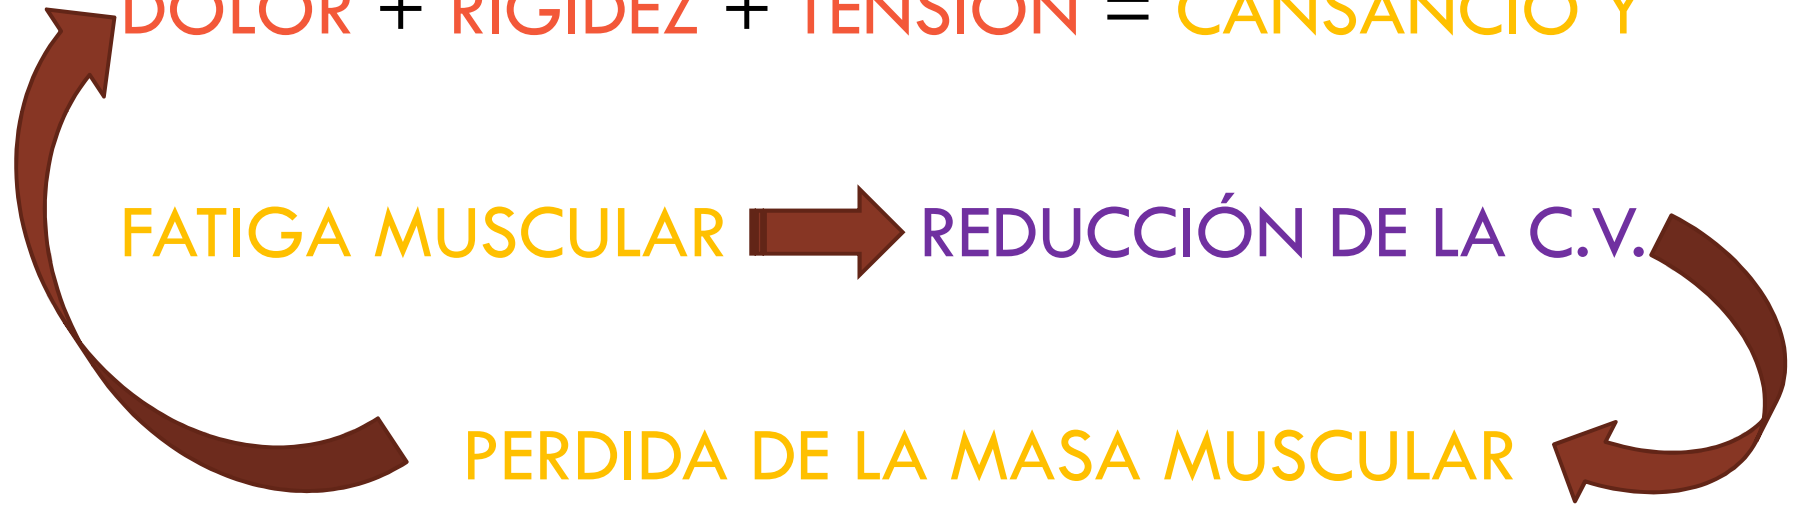 DOLOR + RIGIDEZ + TENSIÓN = CANSANCIO Y
FATIGA MUSCULAR REDUCCIÓN DE LA C.V.
PERDIDA DE LA MASA MUSCULAR